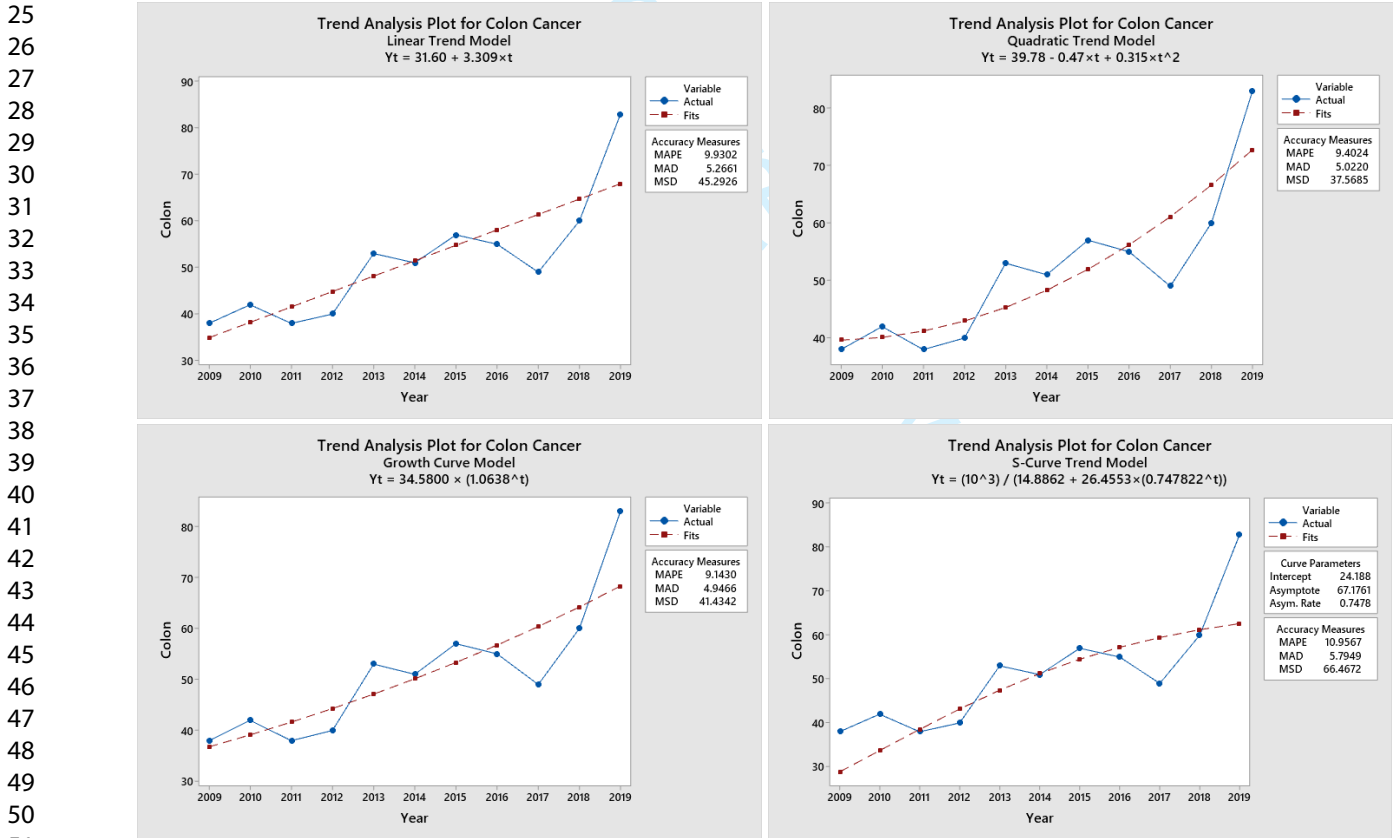 25
26
27
28
29
30
31
32
33
34
35
36
37
38
39
40
41
42
43
44
45
46
47
48
49
50
Trend Analysis Plot for Colon Cancer
Linear Trend Model
Yt = 31.60 + 3.309×t
Colon
90
80
70
60
50
40
30
2009 2010 2011 2012 2013 2014 2015 2016 2017 2018 2019
Year
Variable
Actual
Fits
Accuracy Measures
MAPE 9.9302
MAD 5.2661
MSD 45.2926
Trend Analysis Plot for Colon Cancer
Quadratic Trend Model
Yt = 39.78 - 0.47×t + 0.315×t^2
Colon
80
70
60
50
40
2009 2010 2011 2012 2013 2014 2015 2016 2017 2018 2019
Year
Variable
Actual
Fits
Accuracy Measures
MAPE 9.4024
MAD 5.0220
MSD 37.5685
Trend Analysis Plot for Colon Cancer
Growth Curve Model
Yt = 34.5800 × (1.0638^t)
Colon
80
70
60
50
40
30
2009 2010 2011 2012 2013 2014 2015 2016 2017 2018 2019
Year
Variable
Actual
Fits
Accuracy Measures
MAPE 9.1430
MAD 4.9466
MSD 41.4342
Trend Analysis Plot for Colon Cancer
S-Curve Trend Model
Yt = (10^3) / (14.8862 + 26.4553×(0.747822^t))
Colon
90
80
70
60
50
40
30
2009 2010 2011 2012 2013 2014 2015 2016 2017 2018 2019
Year
Variable
Actual
Fits
Curve Parameters
Intercept 24.188
Asymptote 67.1761
Asym. Rate 0.7478
Accuracy Measures
MAPE 10.9567
MAD 5.7949
MSD 66.4672